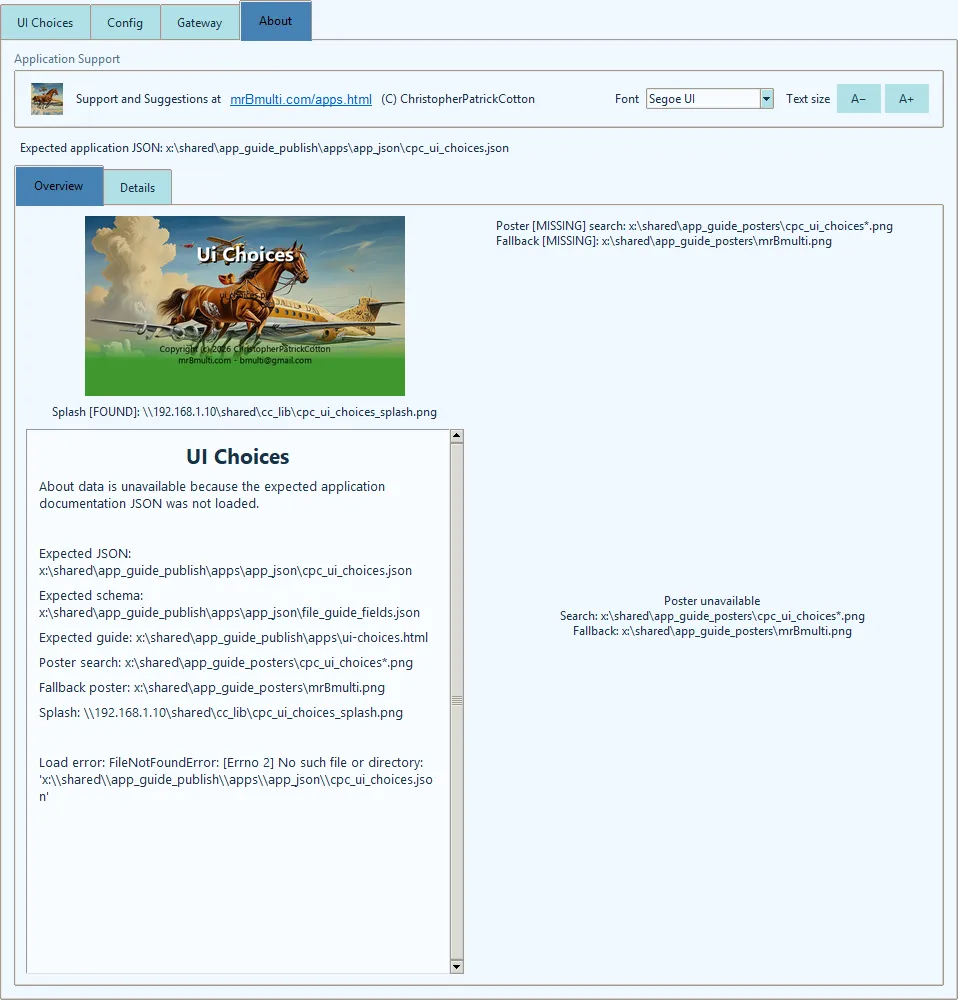 UI Choices
Config
Gateway
About
Application Support
Support and Suggestions at mrBmulti.com/apps.html (C) ChristopherPatrickCotton
Font Segoe UI Text size A− A+
Expected application JSON: x:\shared\app_guide_publish\apps\app_json\cpc_ui_choices.json
Overview
Details
Ui Choices
Copyright (c) 2026 ChristopherPatrickCotton
mrBmulti.com - bmulti@gmail.com
Splash [FOUND]: \\192.168.1.10\shared\cc_lib\cpc_ui_choices_splash.png
Poster [MISSING] search: x:\shared\app_guide_posters\cpc_ui_choices*.png
Fallback [MISSING]: x:\shared\app_guide_posters\mrBmulti.png
UI Choices
About data is unavailable because the expected application
documentation JSON was not loaded.
Expected JSON:
x:\shared\app_guide_publish\apps\app_json\cpc_ui_choices.json
Expected schema:
x:\shared\app_guide_publish\apps\app_json\file_guide_fields.json
Expected guide: x:\shared\app_guide_publish\apps\ui-choices.html
Poster search: x:\shared\app_guide_posters\cpc_ui_choices*.png
Fallback poster: x:\shared\app_guide_posters\mrBmulti.png
Splash: \\192.168.1.10\shared\cc_lib\cpc_ui_choices_splash.png
Load error: FileNotFoundError: [Errno 2] No such file or directory:
'x:\\shared\\app_guide_publish\\apps\\app_json\\cpc_ui_choices.jso
n'
Poster unavailable
Search: x:\shared\app_guide_posters\cpc_ui_choices*.png
Fallback: x:\shared\app_guide_posters\mrBmulti.png